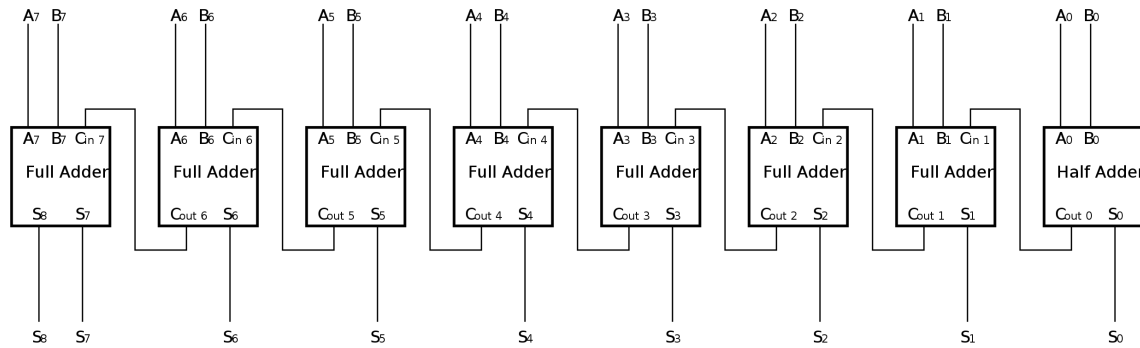 A7 B7 A6 B6 A5 B5 A4 B4 A3 B3 A2 B2 A1 B1 A0 B0
A7 B7 Cin 7 A6 B6 Cin 6 A5 B5 Cin 5 A4 B4 Cin 4 A3 B3 Cin 3 A2 B2 Cin 2 A1 B1 Cin 1 A0 B0
Full Adder Full Adder Full Adder Full Adder Full Adder Full Adder Full Adder Half Adder
S8 S7 Cout 6 S6 Cout 5 S5 Cout 4 S4 Cout 3 S3 Cout 2 S2 Cout 1 S1 Cout 0 S0
S8 S7 S6 S5 S4 S3 S2 S1 S0